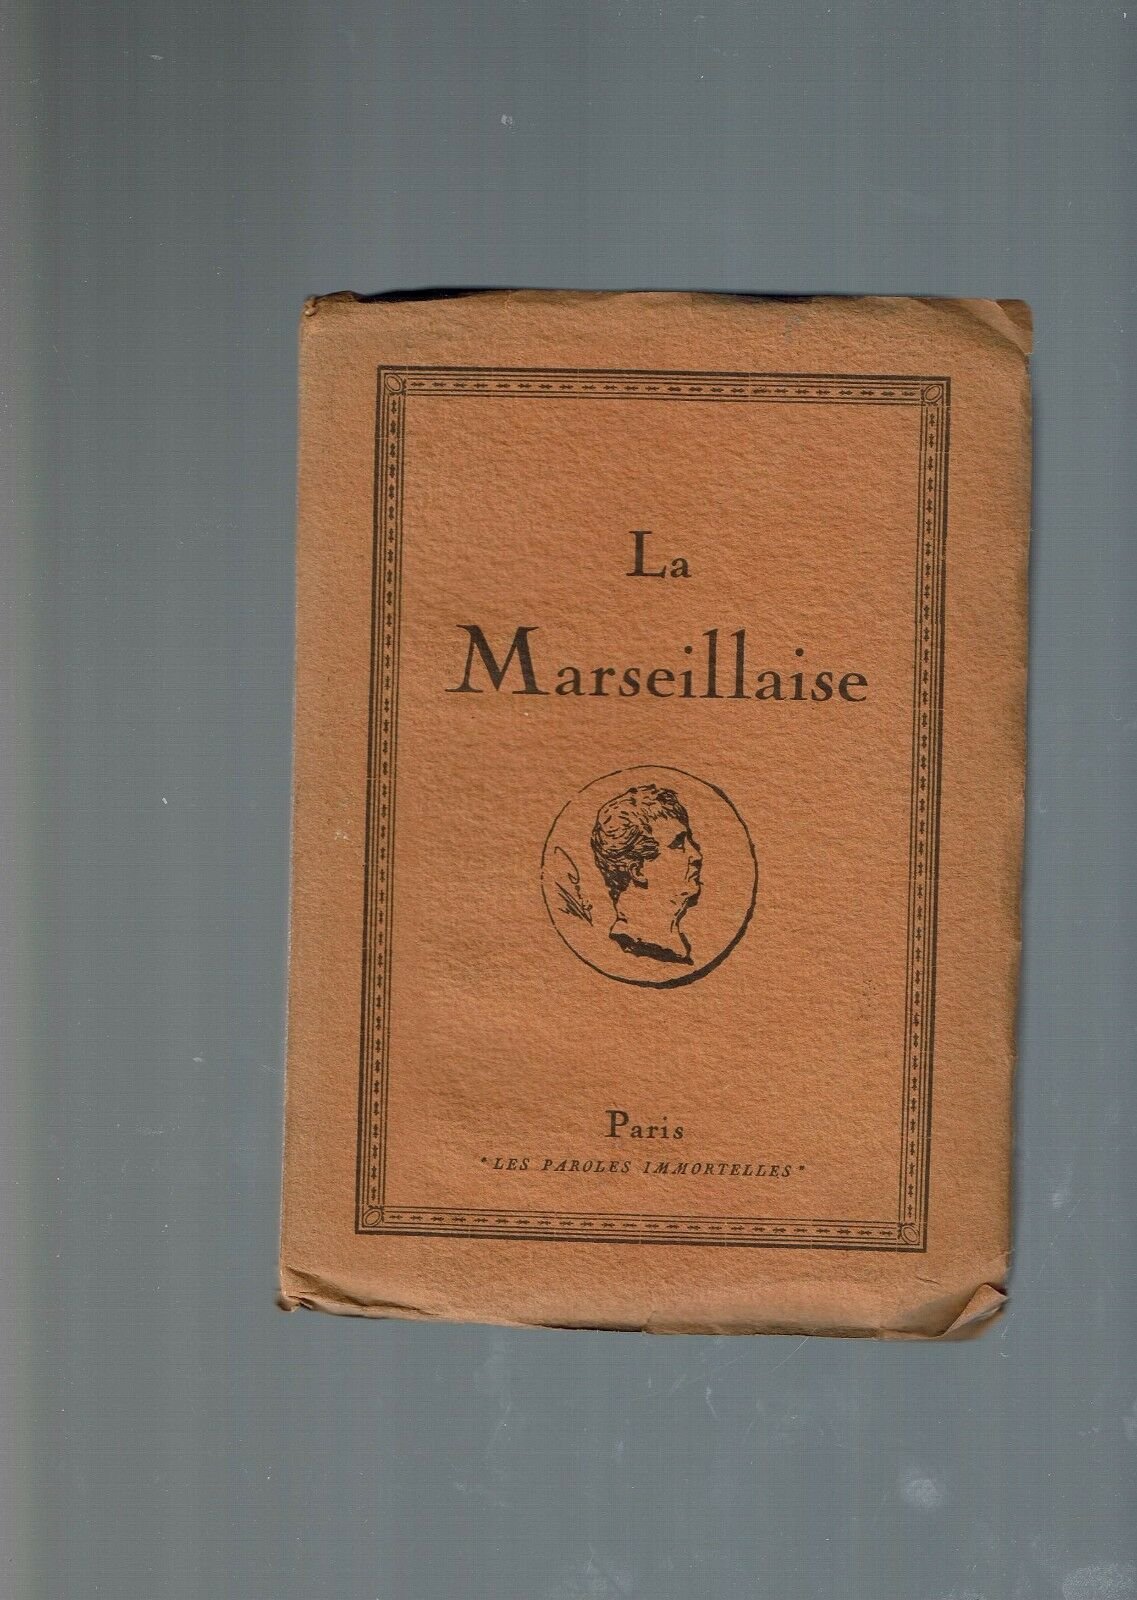 La
Marseillaise
Paris
"LES PAROLES IMMORTELLES"